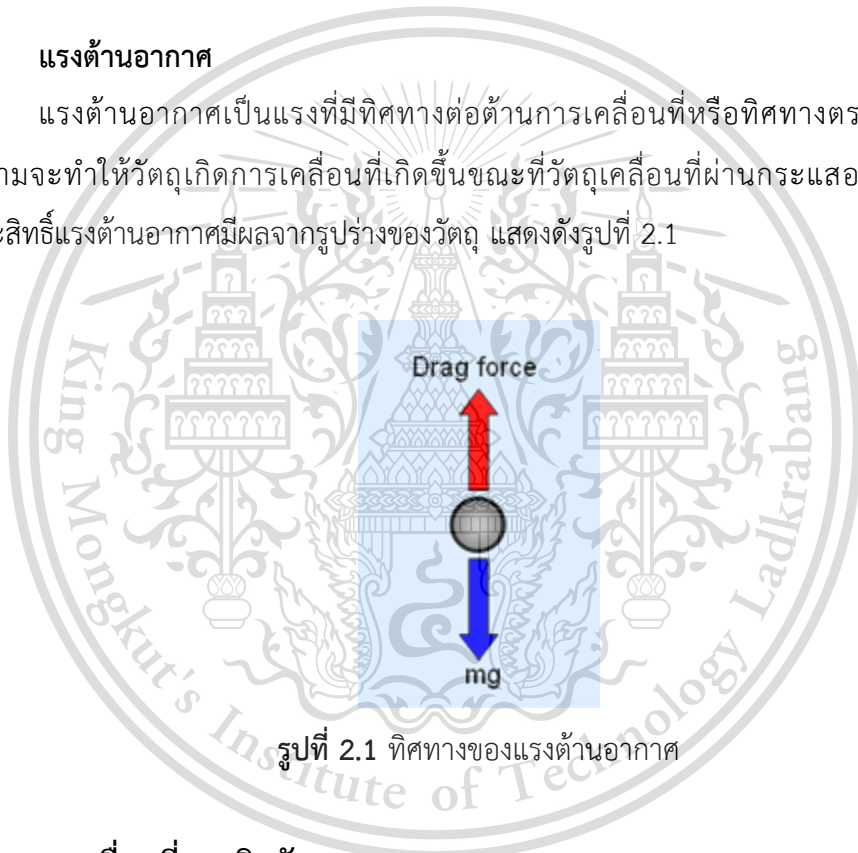 แรงต้านอากาศ
แรงต้านอากาศเป็นแรงที่มีทิศทางต่อต้านการเคลื่อนที่หรือทิศทางตร
ามจะทำให้วัตถุเกิดการเคลื่อนที่เกิดขึ้นขณะที่วัตถุเคลื่อนที่ผ่านกระแสอ
ะสิทธิ์แรงต้านอากาศมีผลจากรูปร่างของวัตถุ แสดงดังรูปที่ 2.1
Drag force
mg
รูปที่ 2.1 ทิศทางของแรงต้านอากาศ
King Mongkut's Institute of Technology Ladkrabang